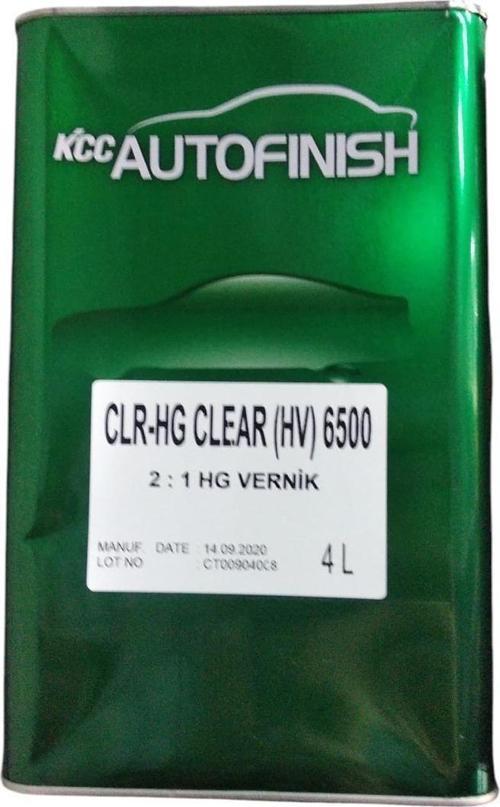 KCC AUTOFINISH
CLR-HG CLEAR (HV) 6500
2 : 1 HG VERNİK
MANUF. DATE : 14.09.2020
LOT NO : CT0090408
4 L